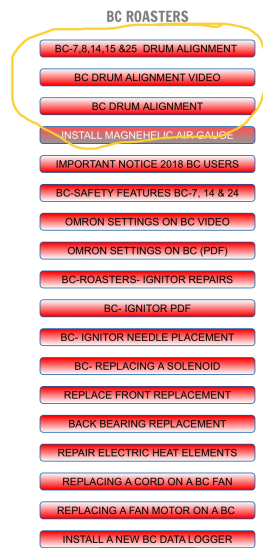 BC ROASTERS
BC-7,8,14,15 &25 DRUM ALIGNMENT
BC DRUM ALIGNMENT VIDEO
BC DRUM ALIGNMENT
INSTALL MAGNEHELIC AIR GAUGE
IMPORTANT NOTICE 2018 BC USERS
BC-SAFETY FEATURES BC-7, 14 & 24
OMRON SETTINGS ON BC VIDEO
OMRON SETTINGS ON BC (PDF)
BC-ROASTERS- IGNITOR REPAIRS
BC- IGNITOR PDF
BC- IGNITOR NEEDLE PLACEMENT
BC- REPLACING A SOLENOID
REPLACE FRONT REPLACEMENT
BACK BEARING REPLACEMENT
REPAIR ELECTRIC HEAT ELEMENTS
REPLACING A CORD ON A BC FAN
REPLACING A FAN MOTOR ON A BC
INSTALL A NEW BC DATA LOGGER